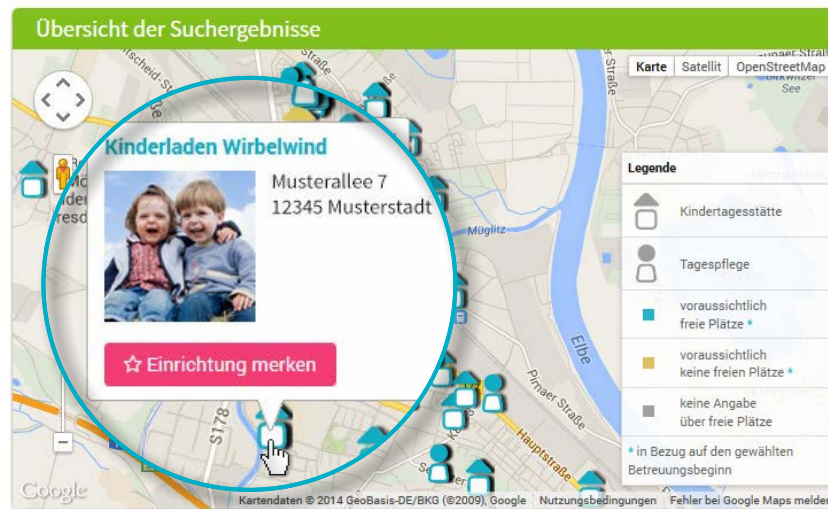 Übersicht der Suchergebnisse
Karte Satellit OpenStreetMap
Kinderladen Wirbelwind
Musterallee 7
12345 Musterstadt
Einrichtung merken
Straße
Straße
Müglitz
Elbe
Pirnaer Straße
Hauptstraße
S178
See
Legende
Kindertagesstätte
Tagespflege
voraussichtlich
freie Plätze *
voraussichtlich
keine freien Plätze *
keine Angabe
über freie Plätze
* in Bezug auf den gewählten
Betreuungsbeginn
Google
Kartendaten © 2014 GeoBasis-DE/BKG (©2009), Google Nutzungsbedingungen Fehler bei Google Maps melden